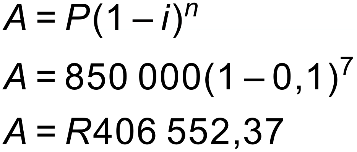 A = P(1 – i)ⁿ
A = 850 000(1 – 0,1)⁷
A = R406 552,37